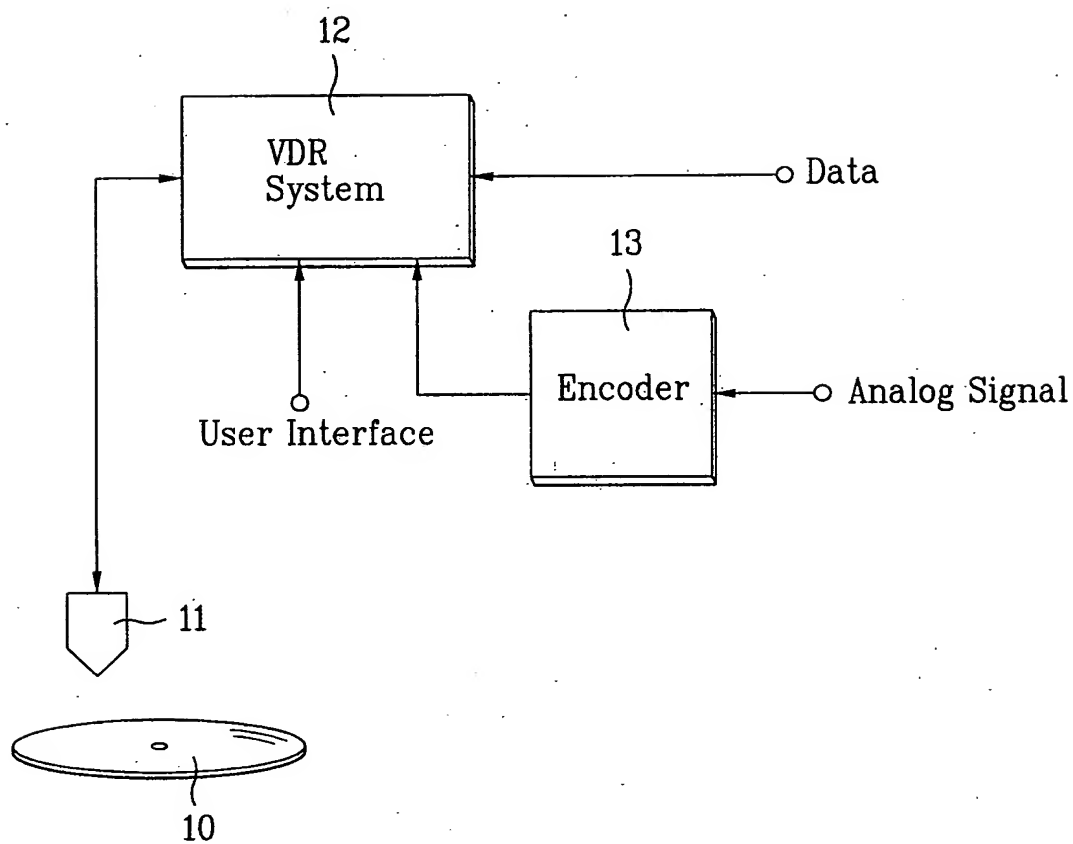 12
VDR
System
Data
13
Encoder
Analog Signal
User Interface
11
10